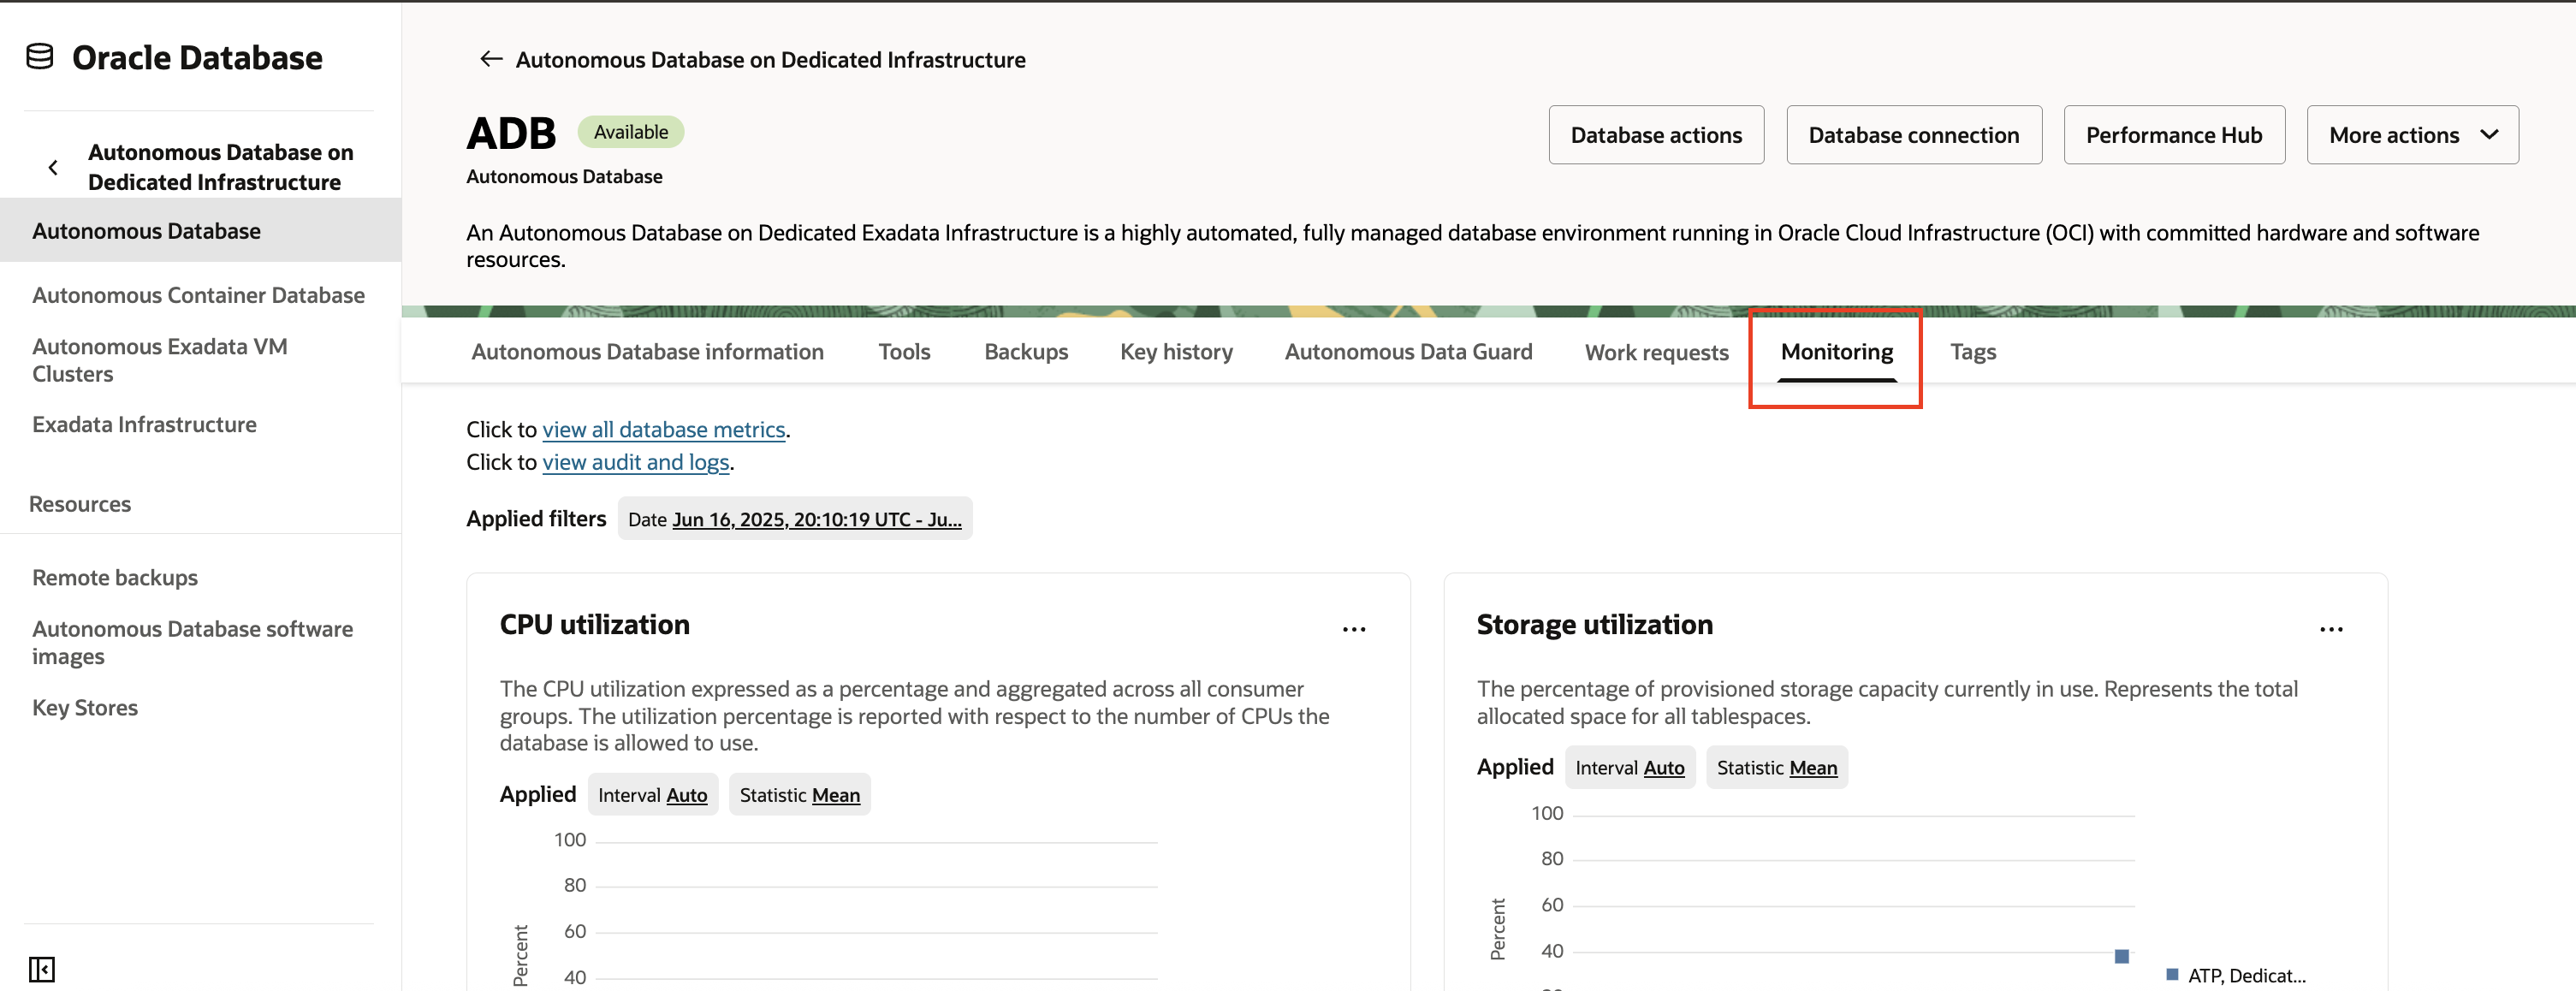 Oracle Database
Autonomous Database on
Dedicated Infrastructure
Autonomous Database
Autonomous Container Database
Autonomous Exadata VM
Clusters
Exadata Infrastructure
Resources
Remote backups
Autonomous Database software
images
Key Stores
Autonomous Database on Dedicated Infrastructure
ADB
Available
Autonomous Database
Database actions
Database connection
Performance Hub
More actions
An Autonomous Database on Dedicated Exadata Infrastructure is a highly automated, fully managed database environment running in Oracle Cloud Infrastructure (OCI) with committed hardware and software
resources.
Autonomous Database information
Tools
Backups
Key history
Autonomous Data Guard
Work requests
Monitoring
Tags
Click to view all database metrics.
Click to view audit and logs.
Applied filters
Date Jun 16, 2025, 20:10:19 UTC - Ju...
CPU utilization
The CPU utilization expressed as a percentage and aggregated across all consumer
groups. The utilization percentage is reported with respect to the number of CPUs the
database is allowed to use.
Applied
Interval Auto
Statistic Mean
100
80
60
40
Percent
Storage utilization
The percentage of provisioned storage capacity currently in use. Represents the total
allocated space for all tablespaces.
Applied
Interval Auto
Statistic Mean
100
80
60
40
Percent
ATP, Dedicat...